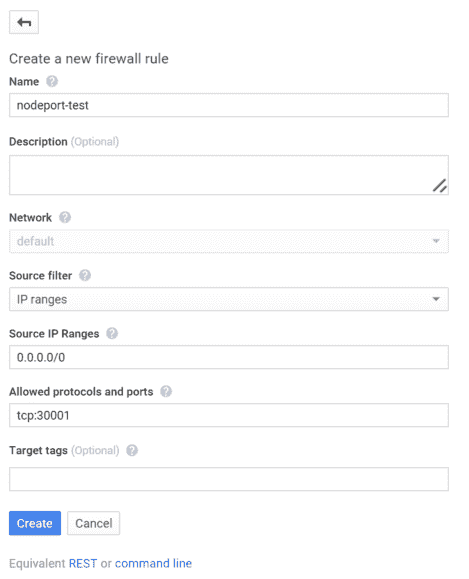 Create a new firewall rule
Name
nodeport-test
Description (Optional)
Network
default
Source filter
IP ranges
Source IP Ranges
0.0.0.0/0
Allowed protocols and ports
tcp:30001
Target tags (Optional)
Create Cancel
Equivalent REST or command line